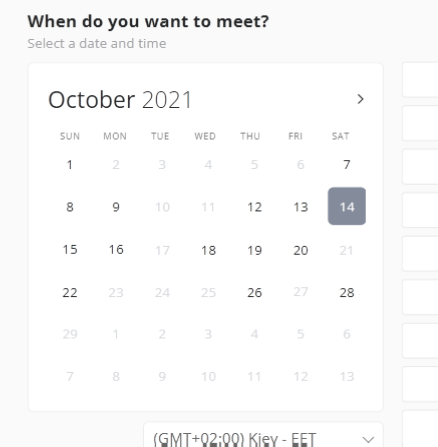 When do you want to meet?
Select a date and time
October 2021
SUN MON TUE WED THU FRI SAT
1 2 3 4 5 6 7
8 9 10 11 12 13 14
15 16 17 18 19 20 21
22 23 24 25 26 27 28
29 1 2 3 4 5 6
7 8 9 10 11 12 13
(GMT+02:00) Kiev - EET